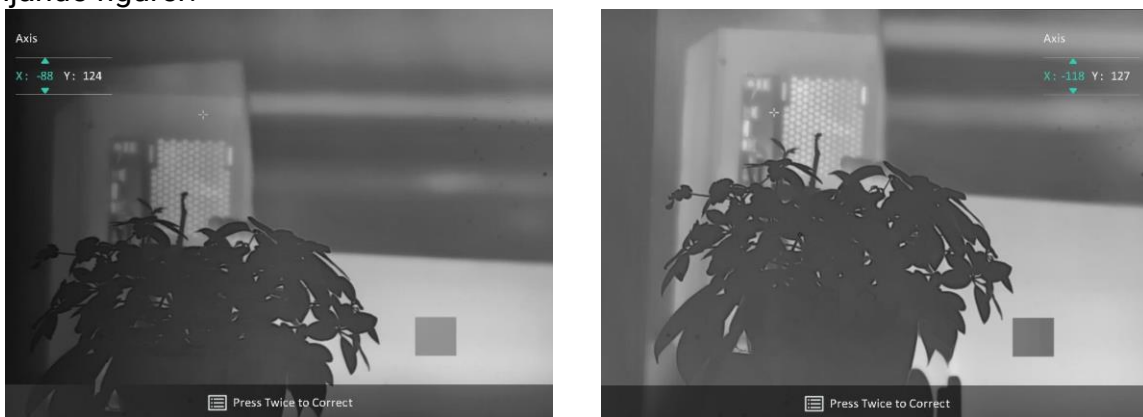 Axis
X: -88 Y: 124
Press Twice to Correct
Axis
X: -118 Y: 127
Press Twice to Correct